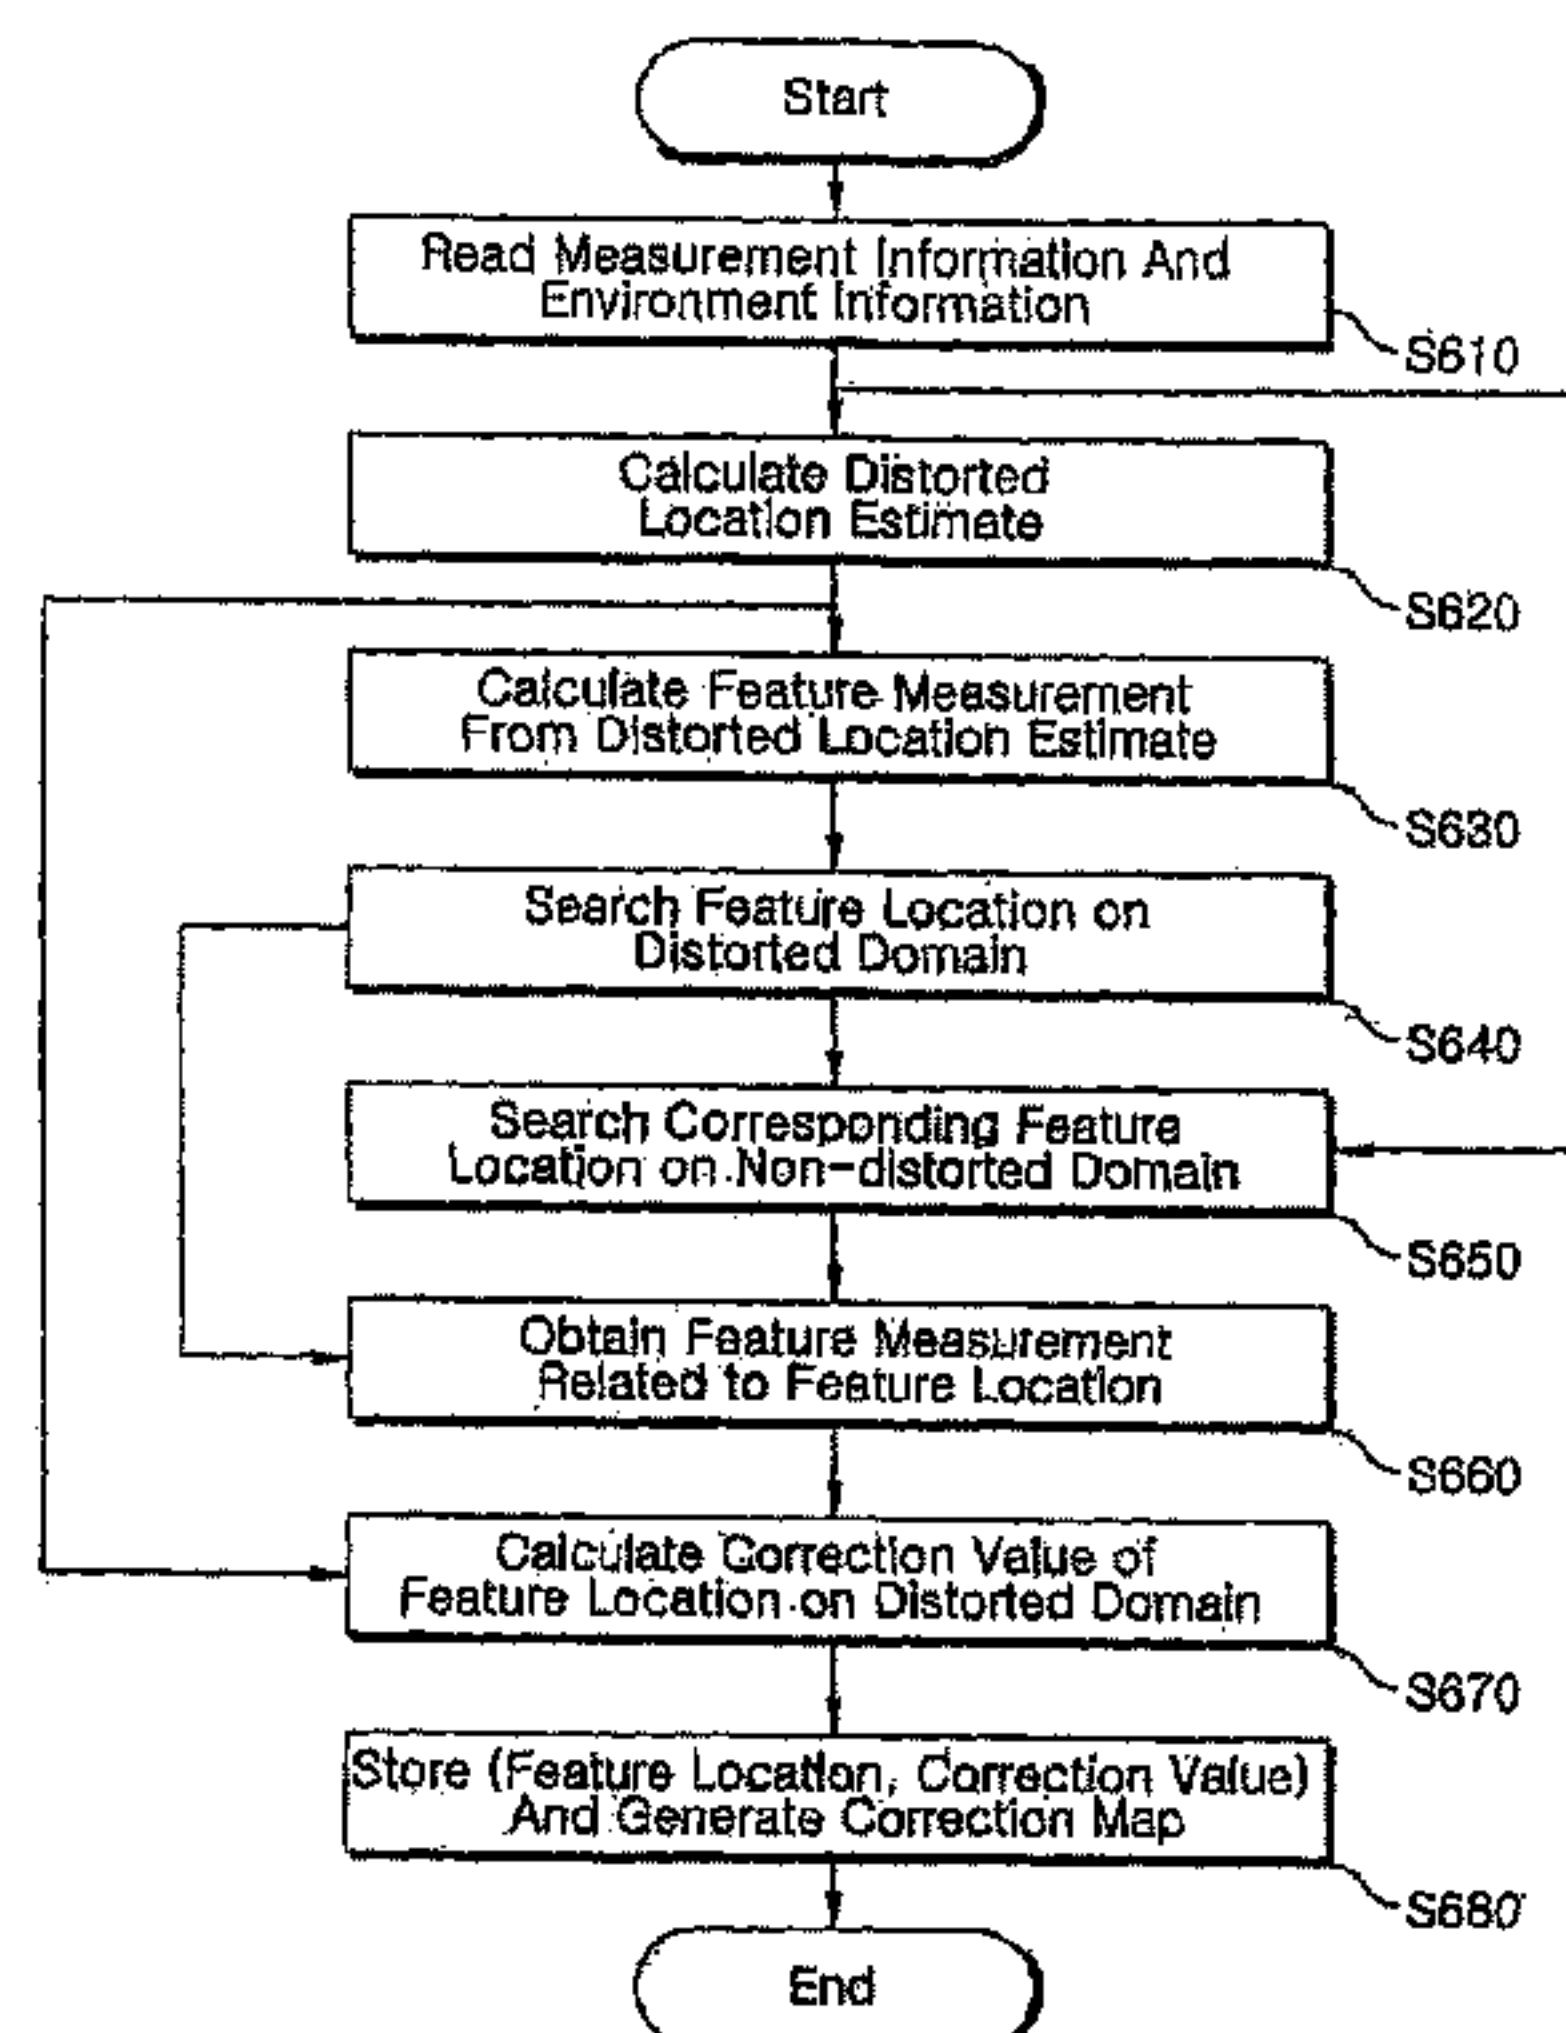 Start
Read Measurement Information And
Environment Information
S610
Calculate Distorted
Location Estimate
S620
Calculate Feature Measurement
From Distorted Location Estimate
S630
Search Feature Location on
Distorted Domain
S640
Search Corresponding Feature
Location on Non-distorted Domain
S650
Obtain Feature Measurement
Related to Feature Location
S660
Calculate Correction Value of
Feature Location on Distorted Domain
S670
Store (Feature Location, Correction Value)
And Generate Correction Map
S680
End